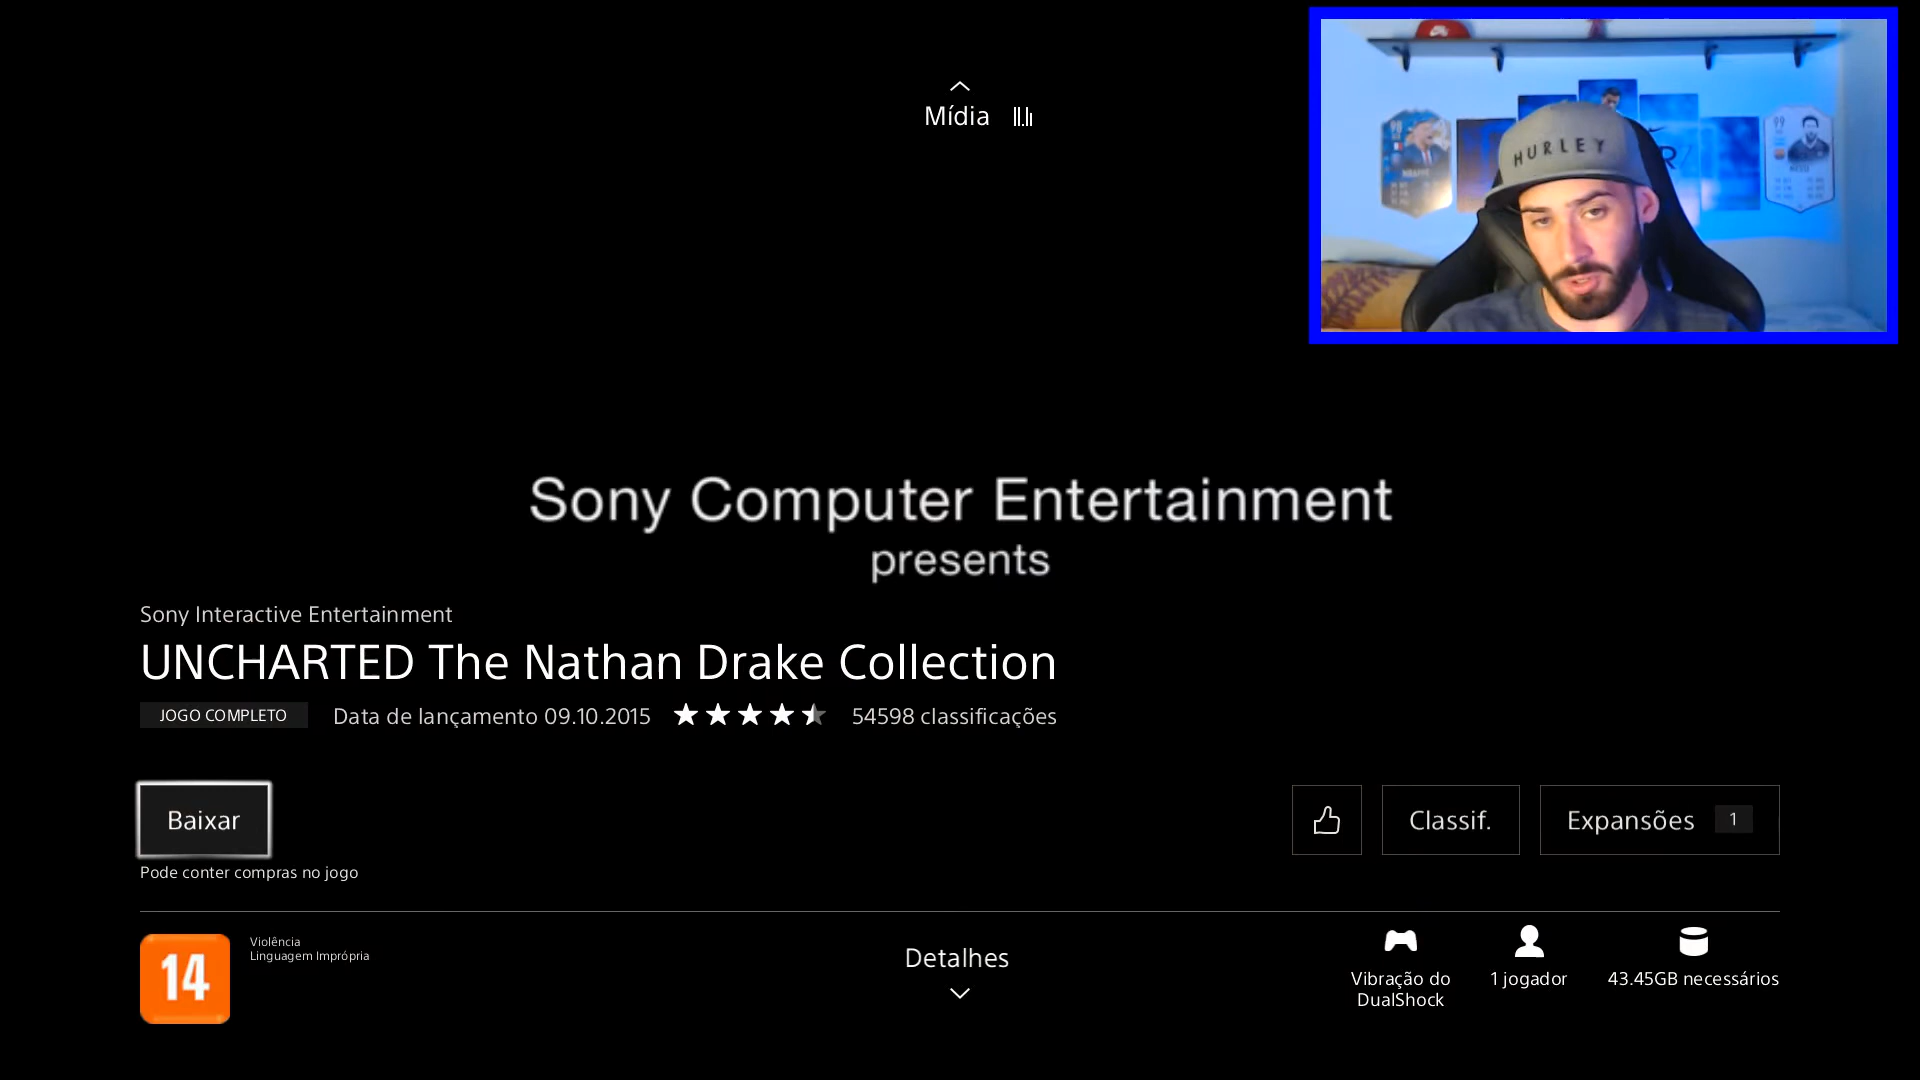 Mídia
HURLEY
99
Sony Computer Entertainment
presents
Sony Interactive Entertainment
UNCHARTED The Nathan Drake Collection
JOGO COMPLETO Data de lançamento 09.10.2015 54598 classificações
Baixar
Classif.
Expansões 1
Pode conter compras no jogo
14
Violência
Linguagem Imprópria
Detalhes
Vibração do
DualShock
1 jogador
43.45GB necessários